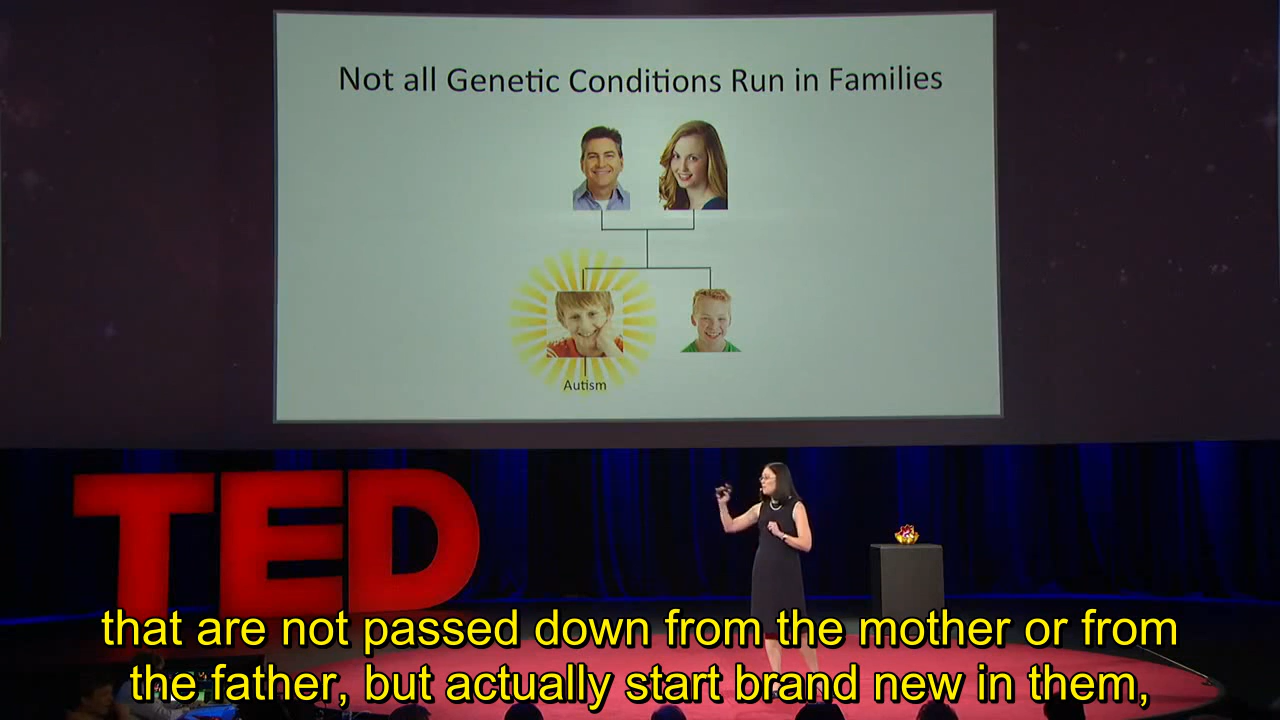 Not all Genetic Conditions Run in Families
Autism
TED
that are not passed down from the mother or from
the father, but actually start brand new in them,